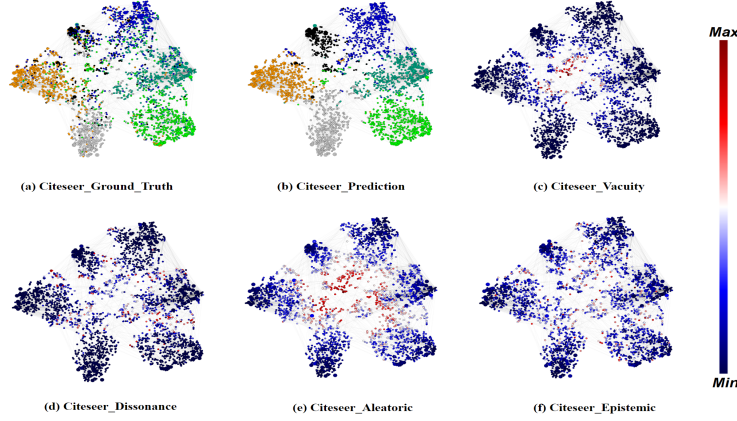 Max
(a) Citeseer_Ground_Truth
(b) Citeseer_Prediction
(c) Citeseer_Vacuity
Min
(d) Citeseer_Dissonance
(e) Citeseer_Aleatoric
(f) Citeseer_Epistemic